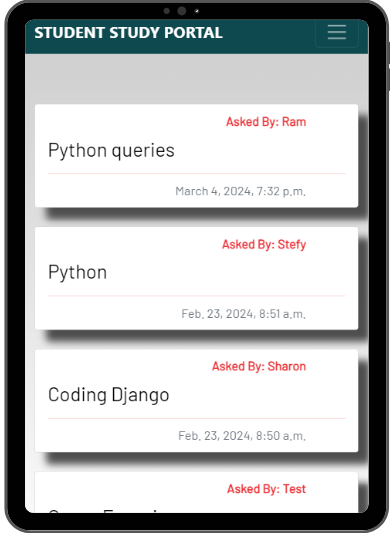 STUDENT STUDY PORTAL
Asked By: Ram
Python queries
March 4, 2024, 7:32 p.m.
Asked By: Stefy
Python
Feb. 23, 2024, 8:51 a.m.
Asked By: Sharon
Coding Django
Feb. 23, 2024, 8:50 a.m.
Asked By: Test